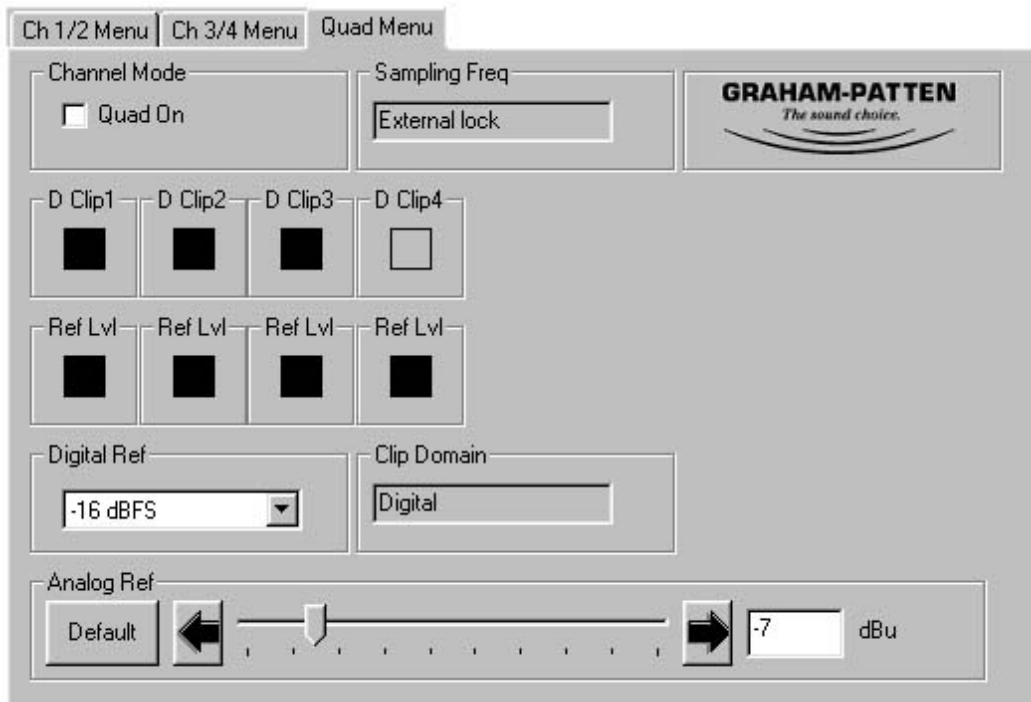 Ch 1/2 Menu Ch 3/4 Menu Quad Menu
Channel Mode
Quad On
Sampling Freq
External lock
GRAHAM-PATTEN
The sound choice.
D Clip1 D Clip2 D Clip3 D Clip4
Ref Lvl Ref Lvl Ref Lvl Ref Lvl
Digital Ref
-16 dBFS
Clip Domain
Digital
Analog Ref
Default
-7 dBu